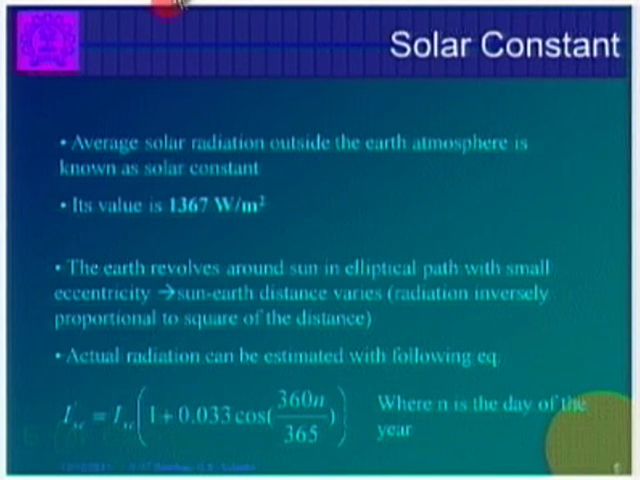 Solar Constant
• Average solar radiation outside the earth atmosphere is
known as solar constant
• Its value is 1367 W/m²
• The earth revolves around sun in elliptical path with small
eccentricity →sun-earth distance varies (radiation inversely
proportional to square of the distance)
• Actual radiation can be estimated with following eq.
I'sc = Isc(1+0.033cos(360n/365)) Where n is the day of the
year